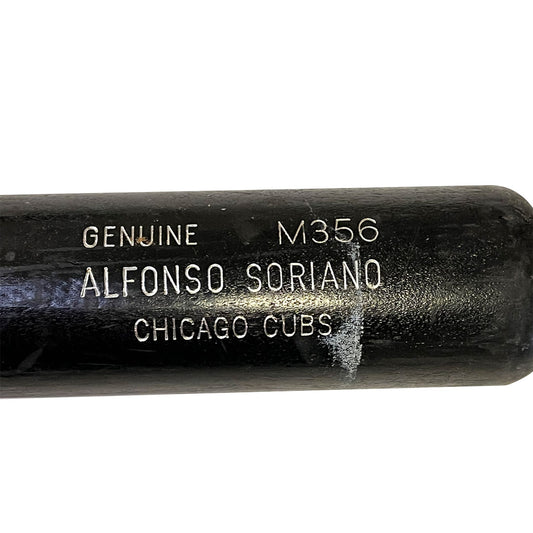 GENUINE M356
ALFONSO SORIANO
CHICAGO CUBS